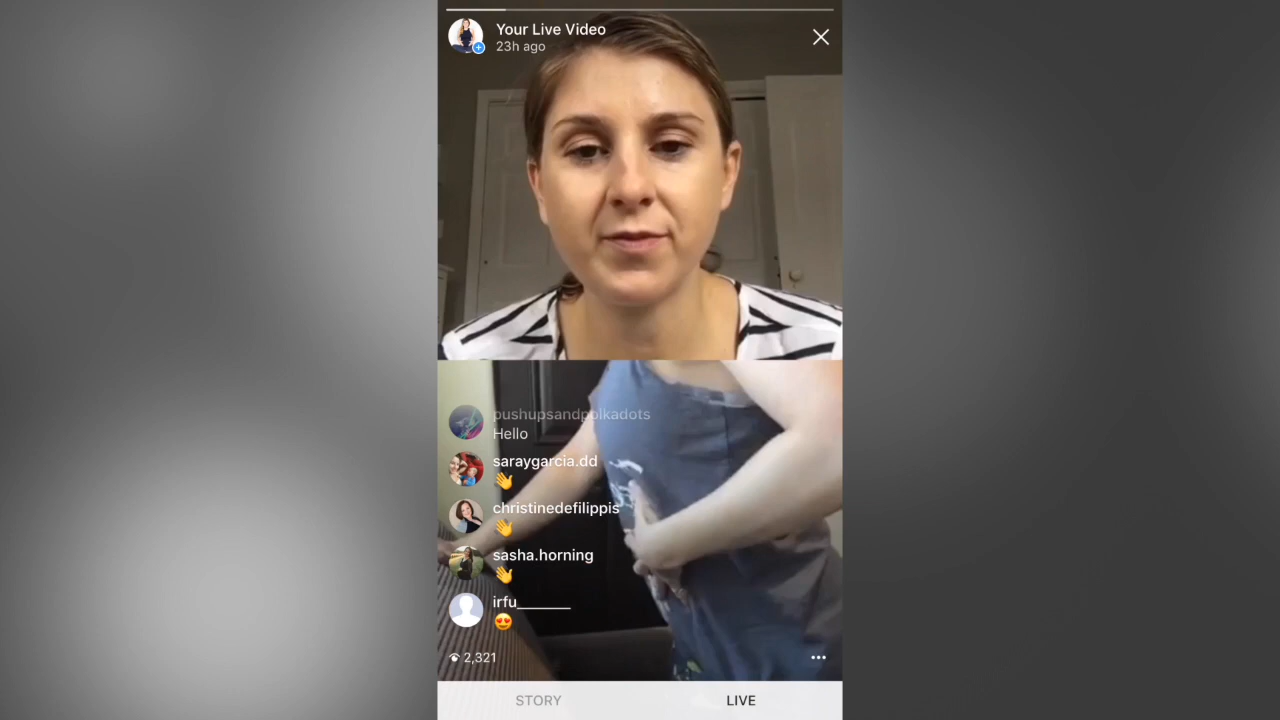 Your Live Video
23h ago
pushupsandpolkadots
Hello
saraygarcia.dd
👋
christinedefilippis
👋
sasha.horning
👋
irfu_______
😍
2,321
STORY
LIVE